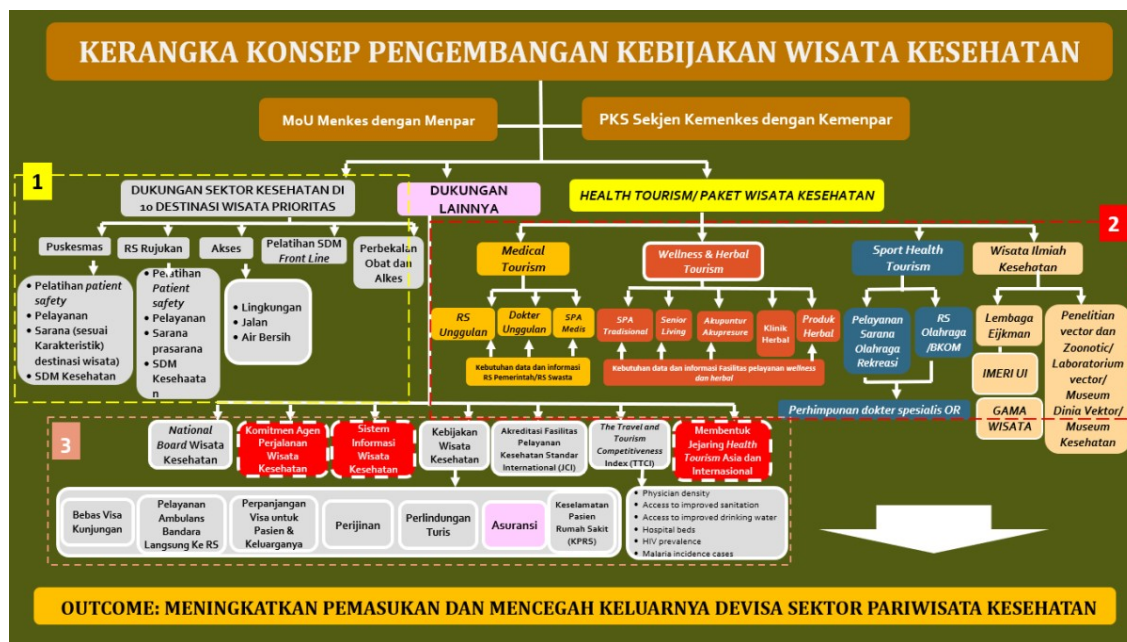 KERANGKA KONSEP PENGEMBANGAN KEBIJAKAN WISATA KESEHATAN
MoU Menkes dengan Menpar
PKS Sekjen Kemenkes dengan Kemenpar
1
DUKUNGAN SEKTOR KESEHATAN DI
10 DESTINASI WISATA PRIORITAS
DUKUNGAN
LAINNYA
HEALTH TOURISM/ PAKET WISATA KESEHATAN
2
Puskesmas
RS Rujukan
Akses
Pelatihan SDM
Front Line
Perbekalan
Obat dan
Alkes
• Pelatihan patient
safety
• Pelayanan
• Sarana (sesuai
Karakteristik)
destinasi wisata)
• SDM Kesehatan
• Pelatihan
Patient
safety
• Pelayanan
• Sarana
prasarana
• SDM
Kesehaata
n
• Lingkungan
• Jalan
• Air Bersih
Medical
Tourism
Wellness & Herbal
Tourism
Sport Health
Tourism
Wisata Ilmiah
Kesehatan
RS
Unggulan
Dokter
Unggulan
SPA
Medis
SPA
Tradisional
Senior
Living
Akupuntur
Akupresure
Klinik
Herbal
Produk
Herbal
Pelayanan
Sarana
Olahraga
Rekreasi
RS
Olahraga
/BKOM
Lembaga
Eijkman
IMERI UI
GAMA
WISATA
Penelitian
vector dan
Zoonotic/
Laboratorium
vector/
Museum
Dinia Vektor/
Museum
Kesehatan
Kebutuhan data dan informasi
RS Pemerintah/RS Swasta
Kebutuhan data dan informasi Fasilitas pelayanan wellness
dan herbal
Perhimpunan dokter spesialis OR
3
National
Board Wisata
Kesehatan
Komitmen Agen
Perjalanan
Wisata
Kesehatan
Sistem
Informasi
Wisata
Kesehatan
Kebijakan
Wisata
Kesehatan
Akreditasi Fasilitas
Pelayanan
Kesehatan Standar
International (JCI)
The Travel and
Tourism
Competitiveness
Index (TTCI)
Membentuk
Jejaring Health
Tourism Asia dan
Internasional
Bebas Visa
Kunjungan
Pelayanan
Ambulans
Bandara
Langsung Ke RS
Perpanjangan
Visa untuk
Pasien &
Keluarganya
Perijinan
Perlindungan
Turis
Asuransi
Keselamatan
Pasien
Rumah Sakit
(KPRS)
• Physician density
• Access to improved sanitation
• Access to improved drinking water
• Hospital beds
• HIV prevalence
• Malaria incidence cases
OUTCOME: MENINGKATKAN PEMASUKAN DAN MENCEGAH KELUARNYA DEVISA SEKTOR PARIWISATA KESEHATAN